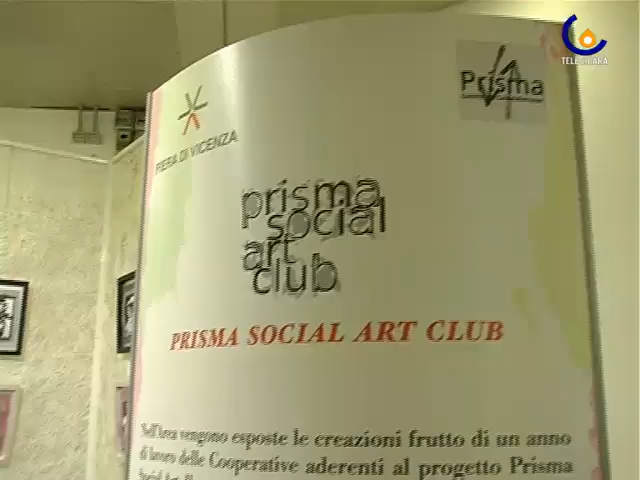 TELECHIARA
Prisma
FIERA DI VICENZA
prisma
social
art
club
PRISMA SOCIAL ART CLUB
Nell'Area vengono esposte le creazioni frutto di un anno
di lavoro delle Cooperative aderenti al progetto Prisma